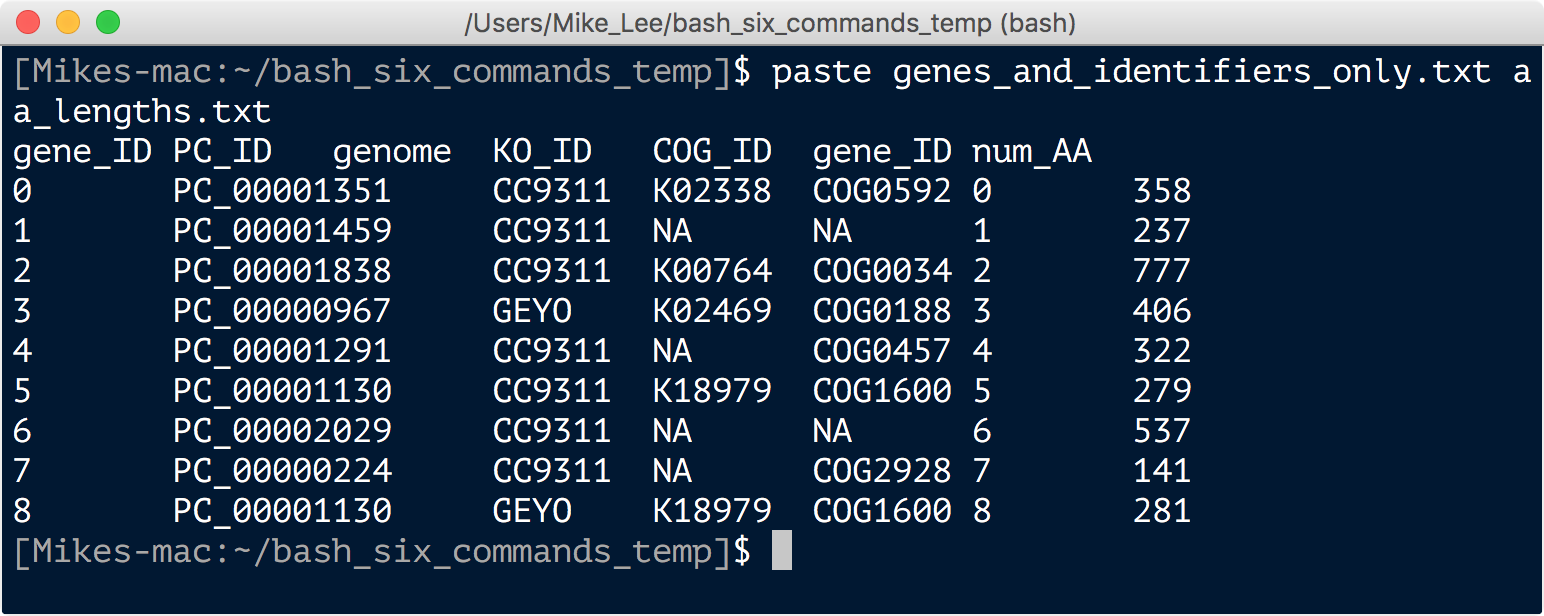 /Users/Mike_Lee/bash_six_commands_temp (bash)
[Mikes-mac:~/bash_six_commands_temp]$ paste genes_and_identifiers_only.txt a
a_lengths.txt
gene_ID PC_ID   genome  KO_ID   COG_ID  gene_ID num_AA
0       PC_00001351     CC9311  K02338  COG0592 0       358
1       PC_00001459     CC9311  NA      NA      1       237
2       PC_00001838     CC9311  K00764  COG0034 2       777
3       PC_00000967     GEYO    K02469  COG0188 3       406
4       PC_00001291     CC9311  NA      COG0457 4       322
5       PC_00001130     CC9311  K18979  COG1600 5       279
6       PC_00002029     CC9311  NA      NA      6       537
7       PC_00000224     CC9311  NA      COG2928 7       141
8       PC_00001130     GEYO    K18979  COG1600 8       281
[Mikes-mac:~/bash_six_commands_temp]$